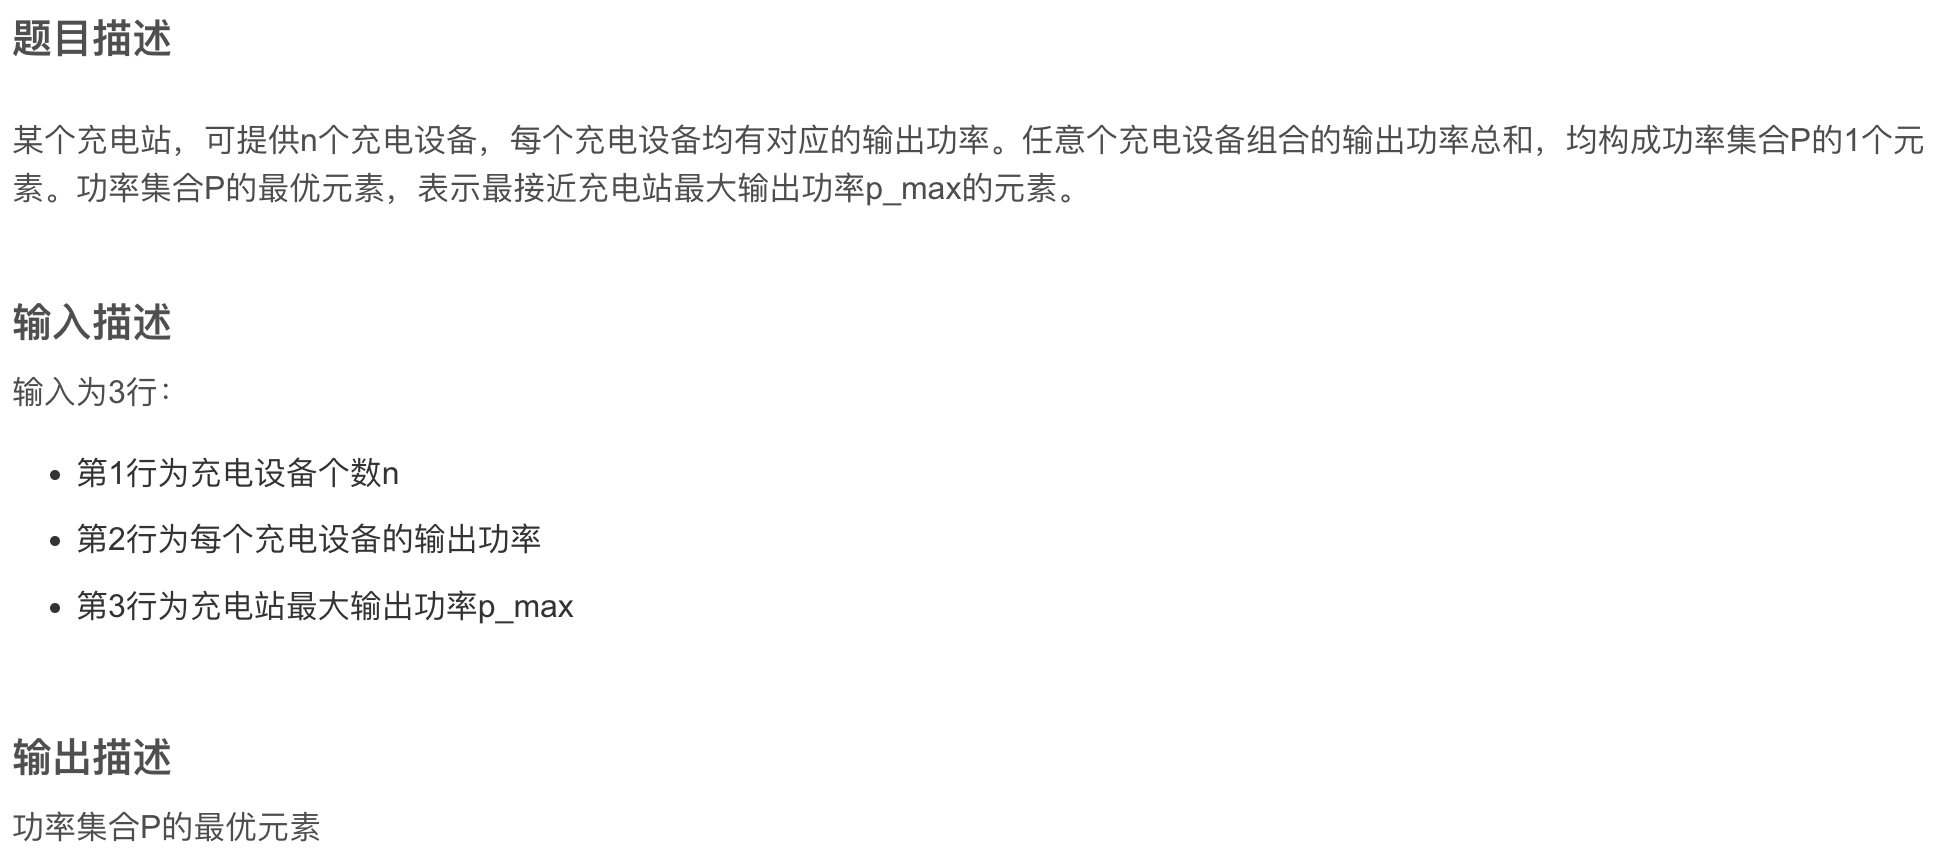 题目描述
某个充电站，可提供n个充电设备，每个充电设备均有对应的输出功率。任意个充电设备组合的输出功率总和，均构成功率集合P的1个元
素。功率集合P的最优元素，表示最接近充电站最大输出功率p_max的元素。
输入描述
输入为3行：
• 第1行为充电设备个数n
• 第2行为每个充电设备的输出功率
• 第3行为充电站最大输出功率p_max
输出描述
功率集合P的最优元素